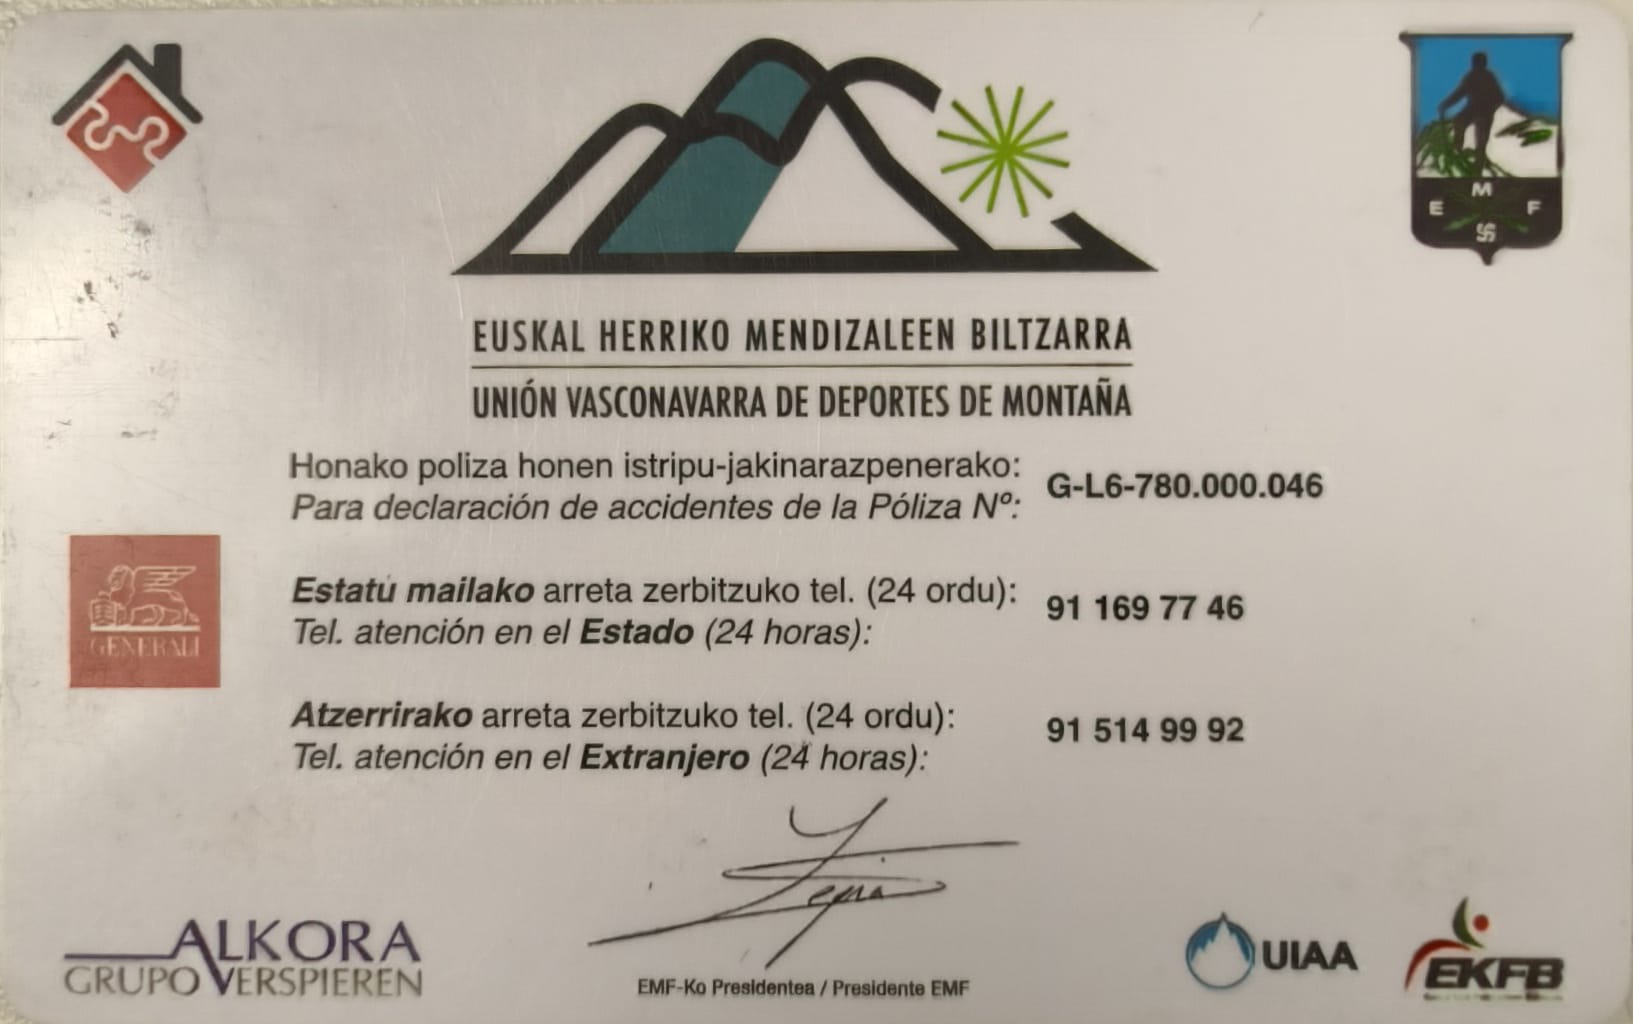 M
E F
EUSKAL HERRIKO MENDIZALEEN BILTZARRA
UNIÓN VASCONAVARRA DE DEPORTES DE MONTAÑA
Honako poliza honen istripu-jakinarazpenerako:
Para declaración de accidentes de la Póliza Nº:
G-L6-780.000.046
Estatu mailako arreta zerbitzuko tel. (24 ordu):
Tel. atención en el Estado (24 horas):
91 169 77 46
GENERALI
Atzerrirako arreta zerbitzuko tel. (24 ordu):
Tel. atención en el Extranjero (24 horas):
91 514 99 92
ALKORA
GRUPO VERSPIEREN
EMF-Ko Presidentea / Presidente EMF
UIAA
EKFB